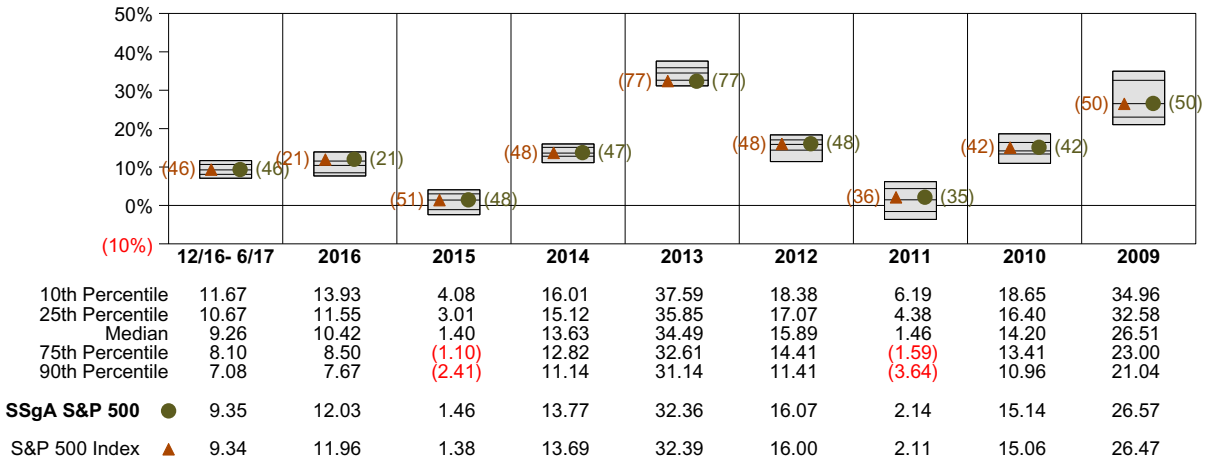 50%
40%
30%
20%
10%
0%
(10%)
(46) (46) (21) (21) (51) (48) (48) (47) (77) (77) (48) (48) (36) (35) (42) (42) (50) (50)
12/16- 6/17 2016 2015 2014 2013 2012 2011 2010 2009
10th Percentile 11.67 13.93 4.08 16.01 37.59 18.38 6.19 18.65 34.96
25th Percentile 10.67 11.55 3.01 15.12 35.85 17.07 4.38 16.40 32.58
Median 9.26 10.42 1.40 13.63 34.49 15.89 1.46 14.20 26.51
75th Percentile 8.10 8.50 (1.10) 12.82 32.61 14.41 (1.59) 13.41 23.00
90th Percentile 7.08 7.67 (2.41) 11.14 31.14 11.41 (3.64) 10.96 21.04
SSgA S&P 500 9.35 12.03 1.46 13.77 32.36 16.07 2.14 15.14 26.57
S&P 500 Index 9.34 11.96 1.38 13.69 32.39 16.00 2.11 15.06 26.47